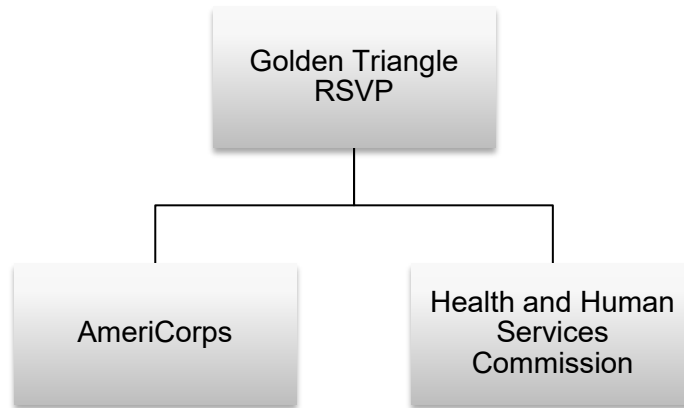 Golden Triangle
RSVP
AmeriCorps
Health and Human
Services
Commission